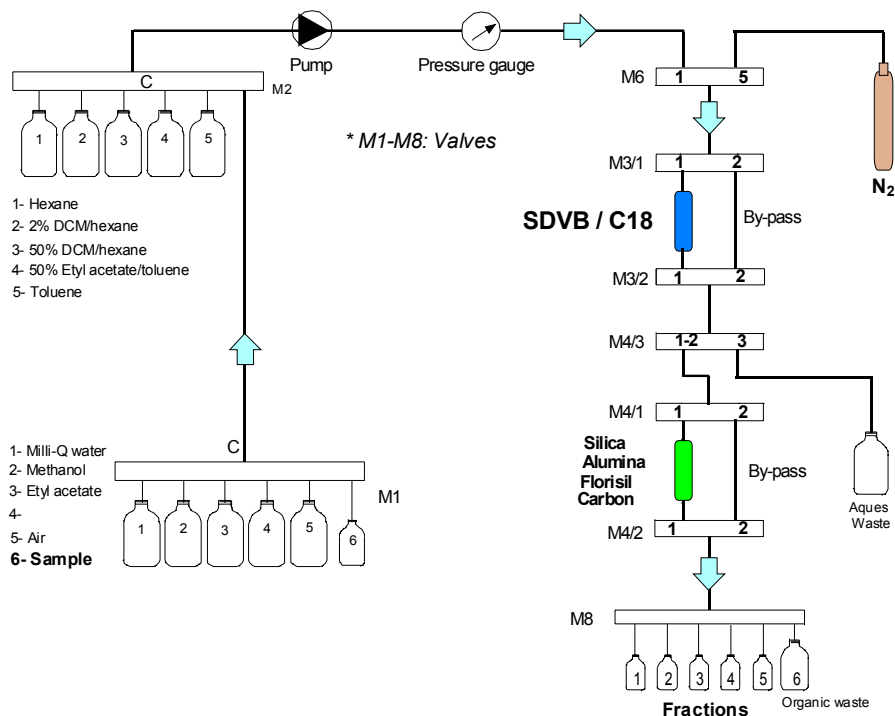 Pump
Pressure gauge
C
M2
1
2
3
4
5
* M1-M8: Valves
1- Hexane
2- 2% DCM/hexane
3- 50% DCM/hexane
4- 50% Etyl acetate/toluene
5- Toluene
C
1- Milli-Q water
2- Methanol
3- Etyl acetate
4-
5- Air
6- Sample
M1
1
2
3
4
5
6
M6
1
5
N2
M3/1
1
2
SDVB / C18
By-pass
M3/2
1
2
M4/3
1-2
3
M4/1
1
2
Silica
Alumina
Florisil
Carbon
By-pass
Aques
Waste
M4/2
1
2
M8
1
2
3
4
5
6
Organic waste
Fractions